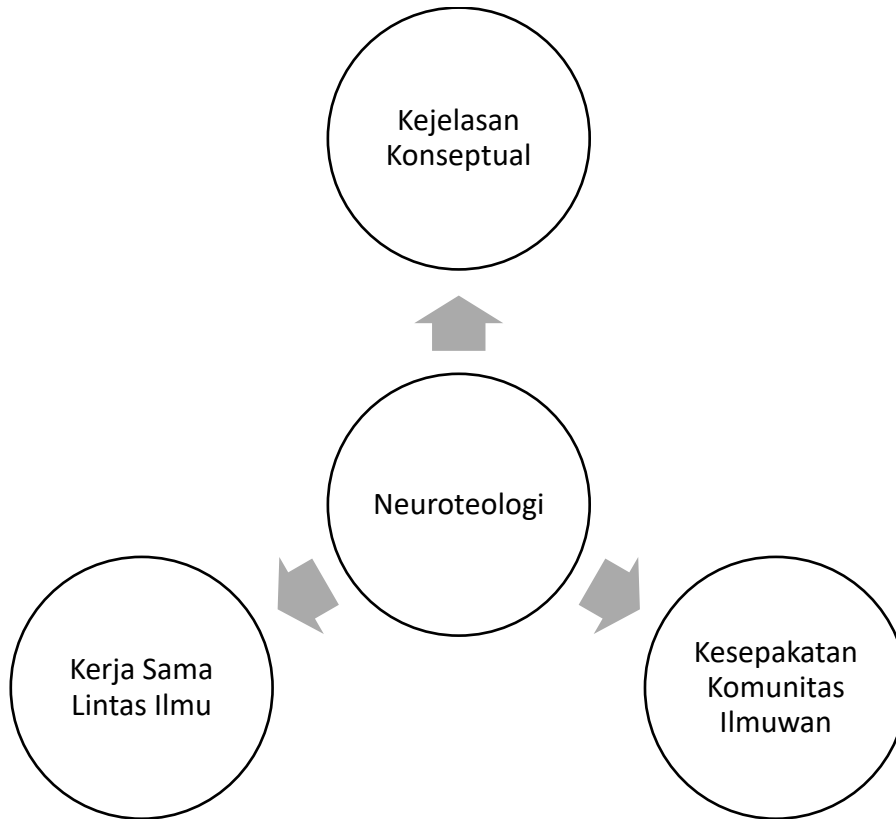 Kejelasan
Konseptual
Neuroteologi
Kerja Sama
Lintas Ilmu
Kesepakatan
Komunitas
Ilmuwan